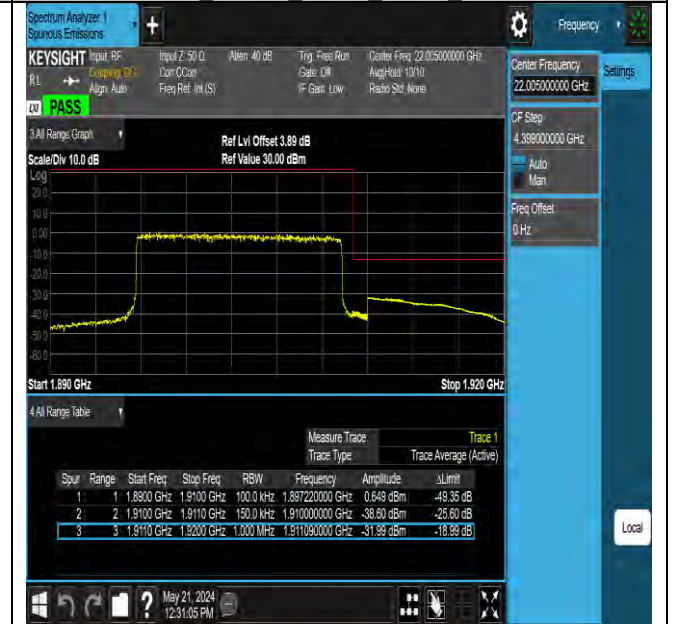 Spectrum Analyzer 1
Spurious Emissions
Frequency
KEYSIGHT
Input: RF
Coupling: DC
Align: Auto
Input Z: 50 Ω
Corr CCorr
Freq Ref: Int (S)
Atten: 40 dB
Trig: Free Run
Gate: Off
IF Gain: Low
Center Freq: 22.005000000 GHz
Avg|Hold: 10/10
Radio Std: None
RL
LXI
PASS
Center Frequency
22.005000000 GHz
Settings
CF Step
4.399000000 GHz
Auto
Man
Freq Offset
0 Hz
3 All Range Graph
Scale/Div 10.0 dB
Ref Lvl Offset 3.89 dB
Ref Value 30.00 dBm
Log
20.0
10.0
0.00
-10.0
-20.0
-30.0
-40.0
-50.0
-60.0
Start 1.890 GHz
Stop 1.920 GHz
4 All Range Table
Measure Trace Trace 1
Trace Type Trace Average (Active)
Spur Range Start Freq Stop Freq RBW Frequency Amplitude ΔLimit
1 1 1.8900 GHz 1.9100 GHz 100.0 kHz 1.897220000 GHz 0.649 dBm -49.35 dB
2 2 1.9100 GHz 1.9110 GHz 150.0 kHz 1.910000000 GHz -38.60 dBm -25.60 dB
3 3 1.9110 GHz 1.9200 GHz 1.000 MHz 1.911090000 GHz -31.99 dBm -18.99 dB
Local
?
May 21, 2024
12:31:05 PM